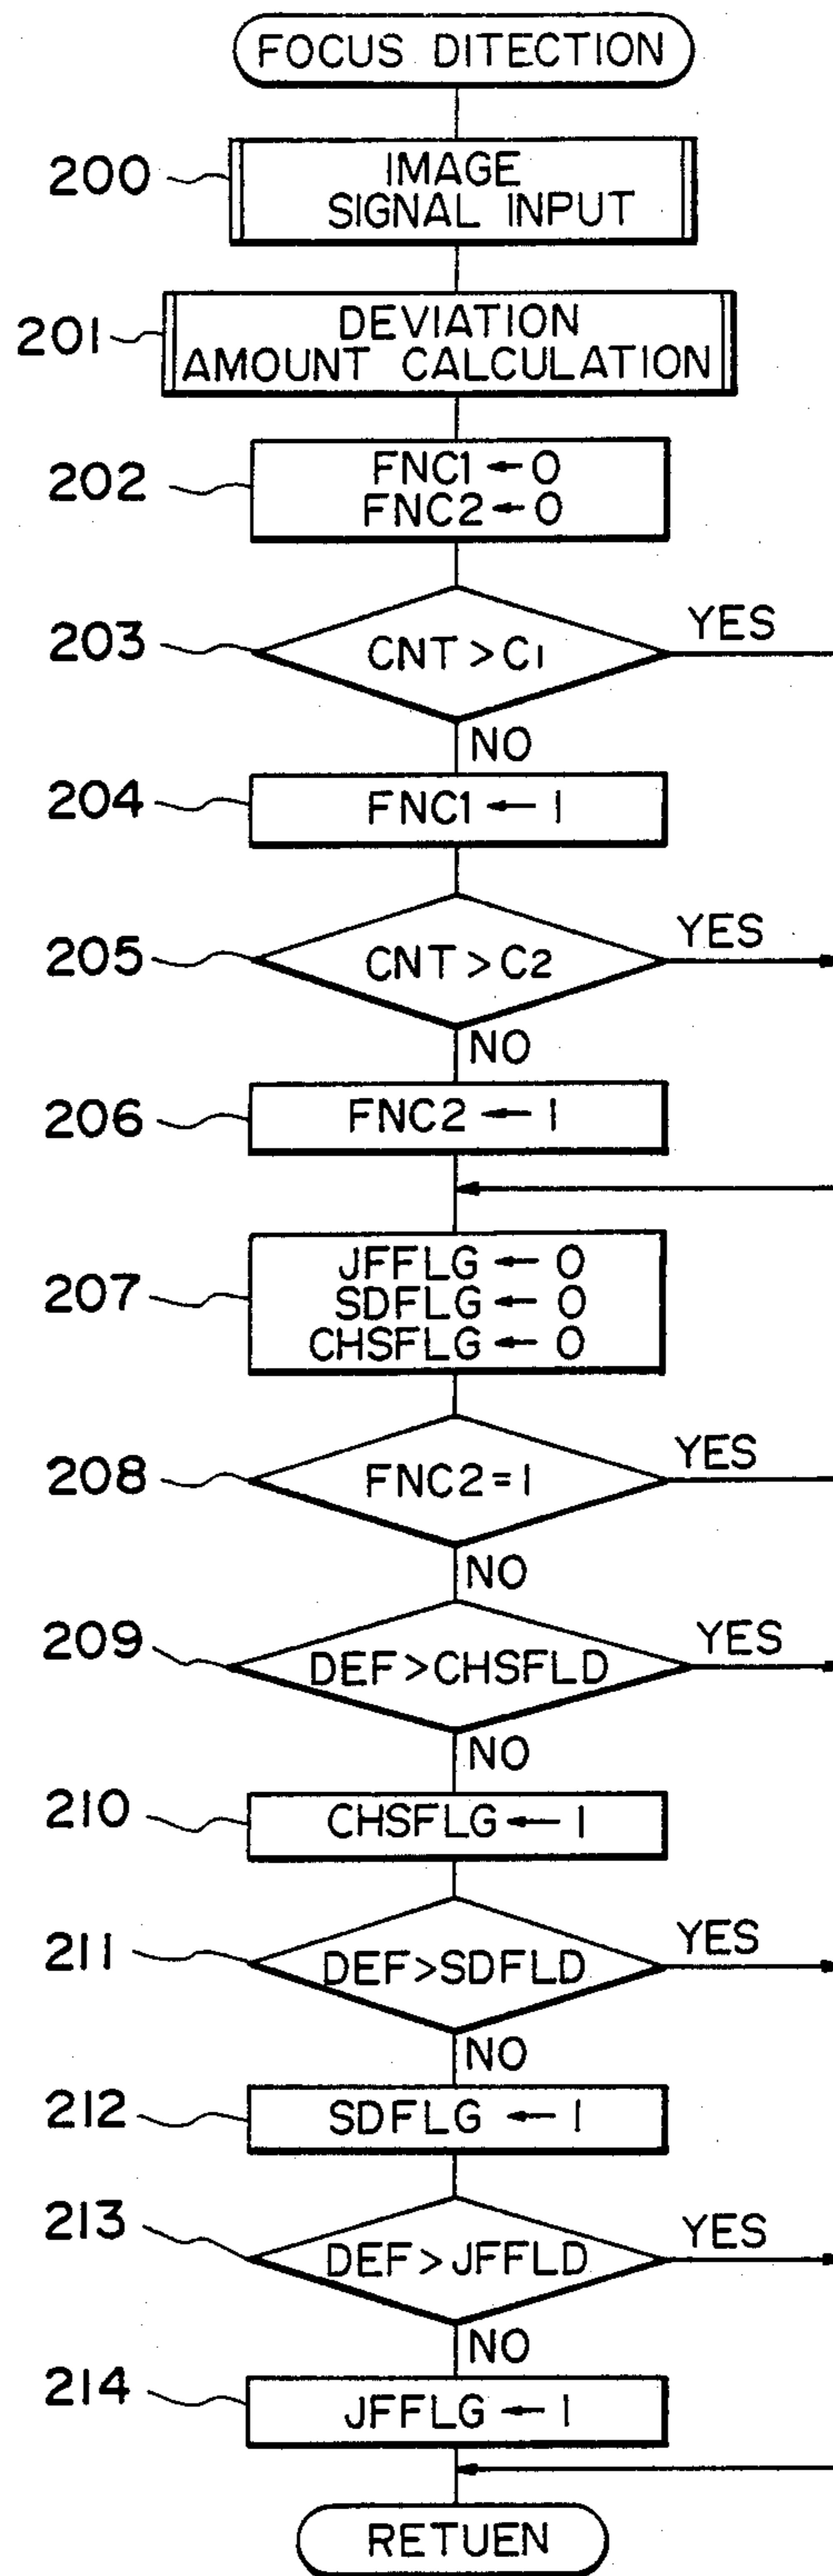 FOCUS DITECTION
200
IMAGE
SIGNAL INPUT
201
DEVIATION
AMOUNT CALCULATION
202
FNC1 ← 0
FNC2 ← 0
203
CNT > C1
YES
NO
204
FNC1 ← 1
205
CNT > C2
YES
NO
206
FNC2 ← 1
207
JFFLG ← 0
SDFLG ← 0
CHSFLG ← 0
208
FNC2 = 1
YES
NO
209
DEF > CHSFLD
YES
NO
210
CHSFLG ← 1
211
DEF > SDFLD
YES
NO
212
SDFLG ← 1
213
DEF > JFFLD
YES
NO
214
JFFLG ← 1
RETUEN